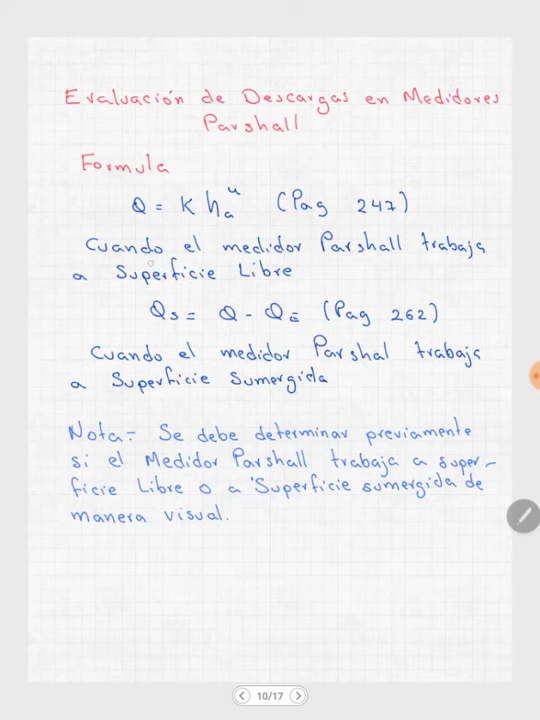 Evaluación de Descargas en Medidores
Parshall
Formula
Q = K hₐᵘ (Pag 247)
Cuando el medidor Parshall trabaja
a Superficie Libre
Qs = Q - QE (Pag 262)
Cuando el medidor Parshal trabaja
a Superficie Sumergida
Nota:- Se debe determinar previamente
si el Medidor Parshall trabaja a super-
ficie Libre o a Superficie sumergida de
manera visual.
10/17